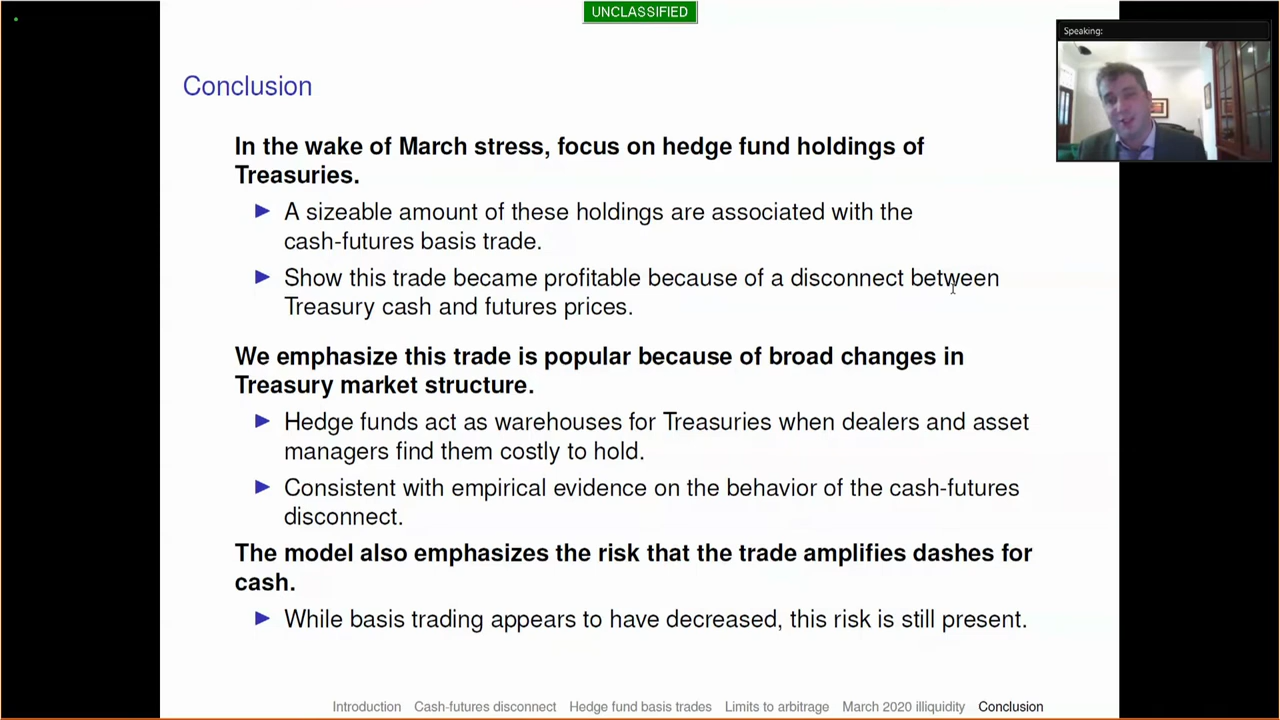 UNCLASSIFIED
Speaking:
Conclusion
In the wake of March stress, focus on hedge fund holdings of
Treasuries.
A sizeable amount of these holdings are associated with the
cash-futures basis trade.
Show this trade became profitable because of a disconnect between
Treasury cash and futures prices.
We emphasize this trade is popular because of broad changes in
Treasury market structure.
Hedge funds act as warehouses for Treasuries when dealers and asset
managers find them costly to hold.
Consistent with empirical evidence on the behavior of the cash-futures
disconnect.
The model also emphasizes the risk that the trade amplifies dashes for
cash.
While basis trading appears to have decreased, this risk is still present.
Introduction Cash-futures disconnect Hedge fund basis trades Limits to arbitrage March 2020 illiquidity Conclusion